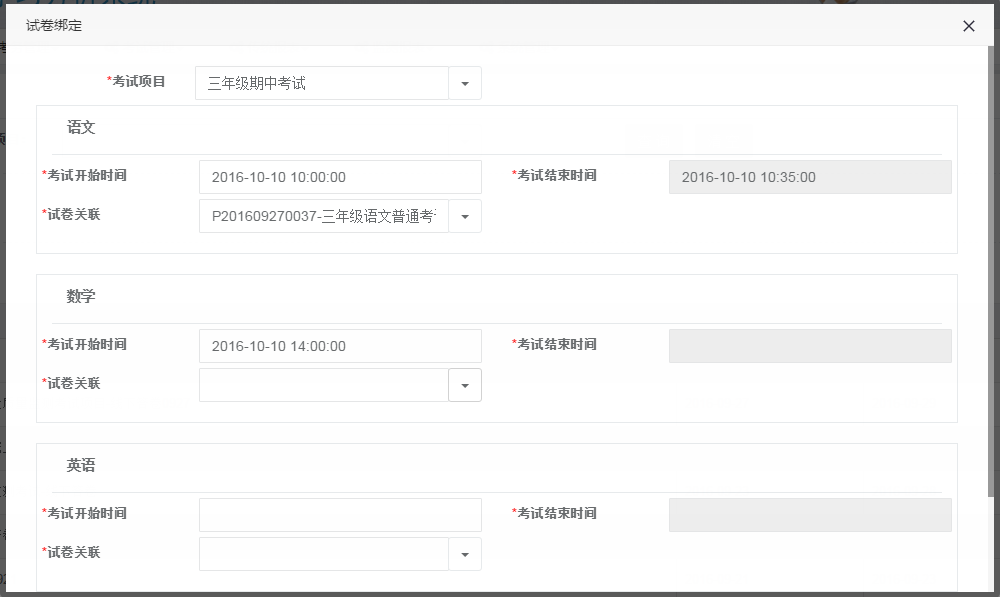 试卷绑定
*考试项目 三年级期中考试
语文
*考试开始时间 2016-10-10 10:00:00 *考试结束时间 2016-10-10 10:35:00
*试卷关联 P201609270037-三年级语文普通考
数学
*考试开始时间 2016-10-10 14:00:00 *考试结束时间
*试卷关联
英语
*考试开始时间 *考试结束时间
*试卷关联